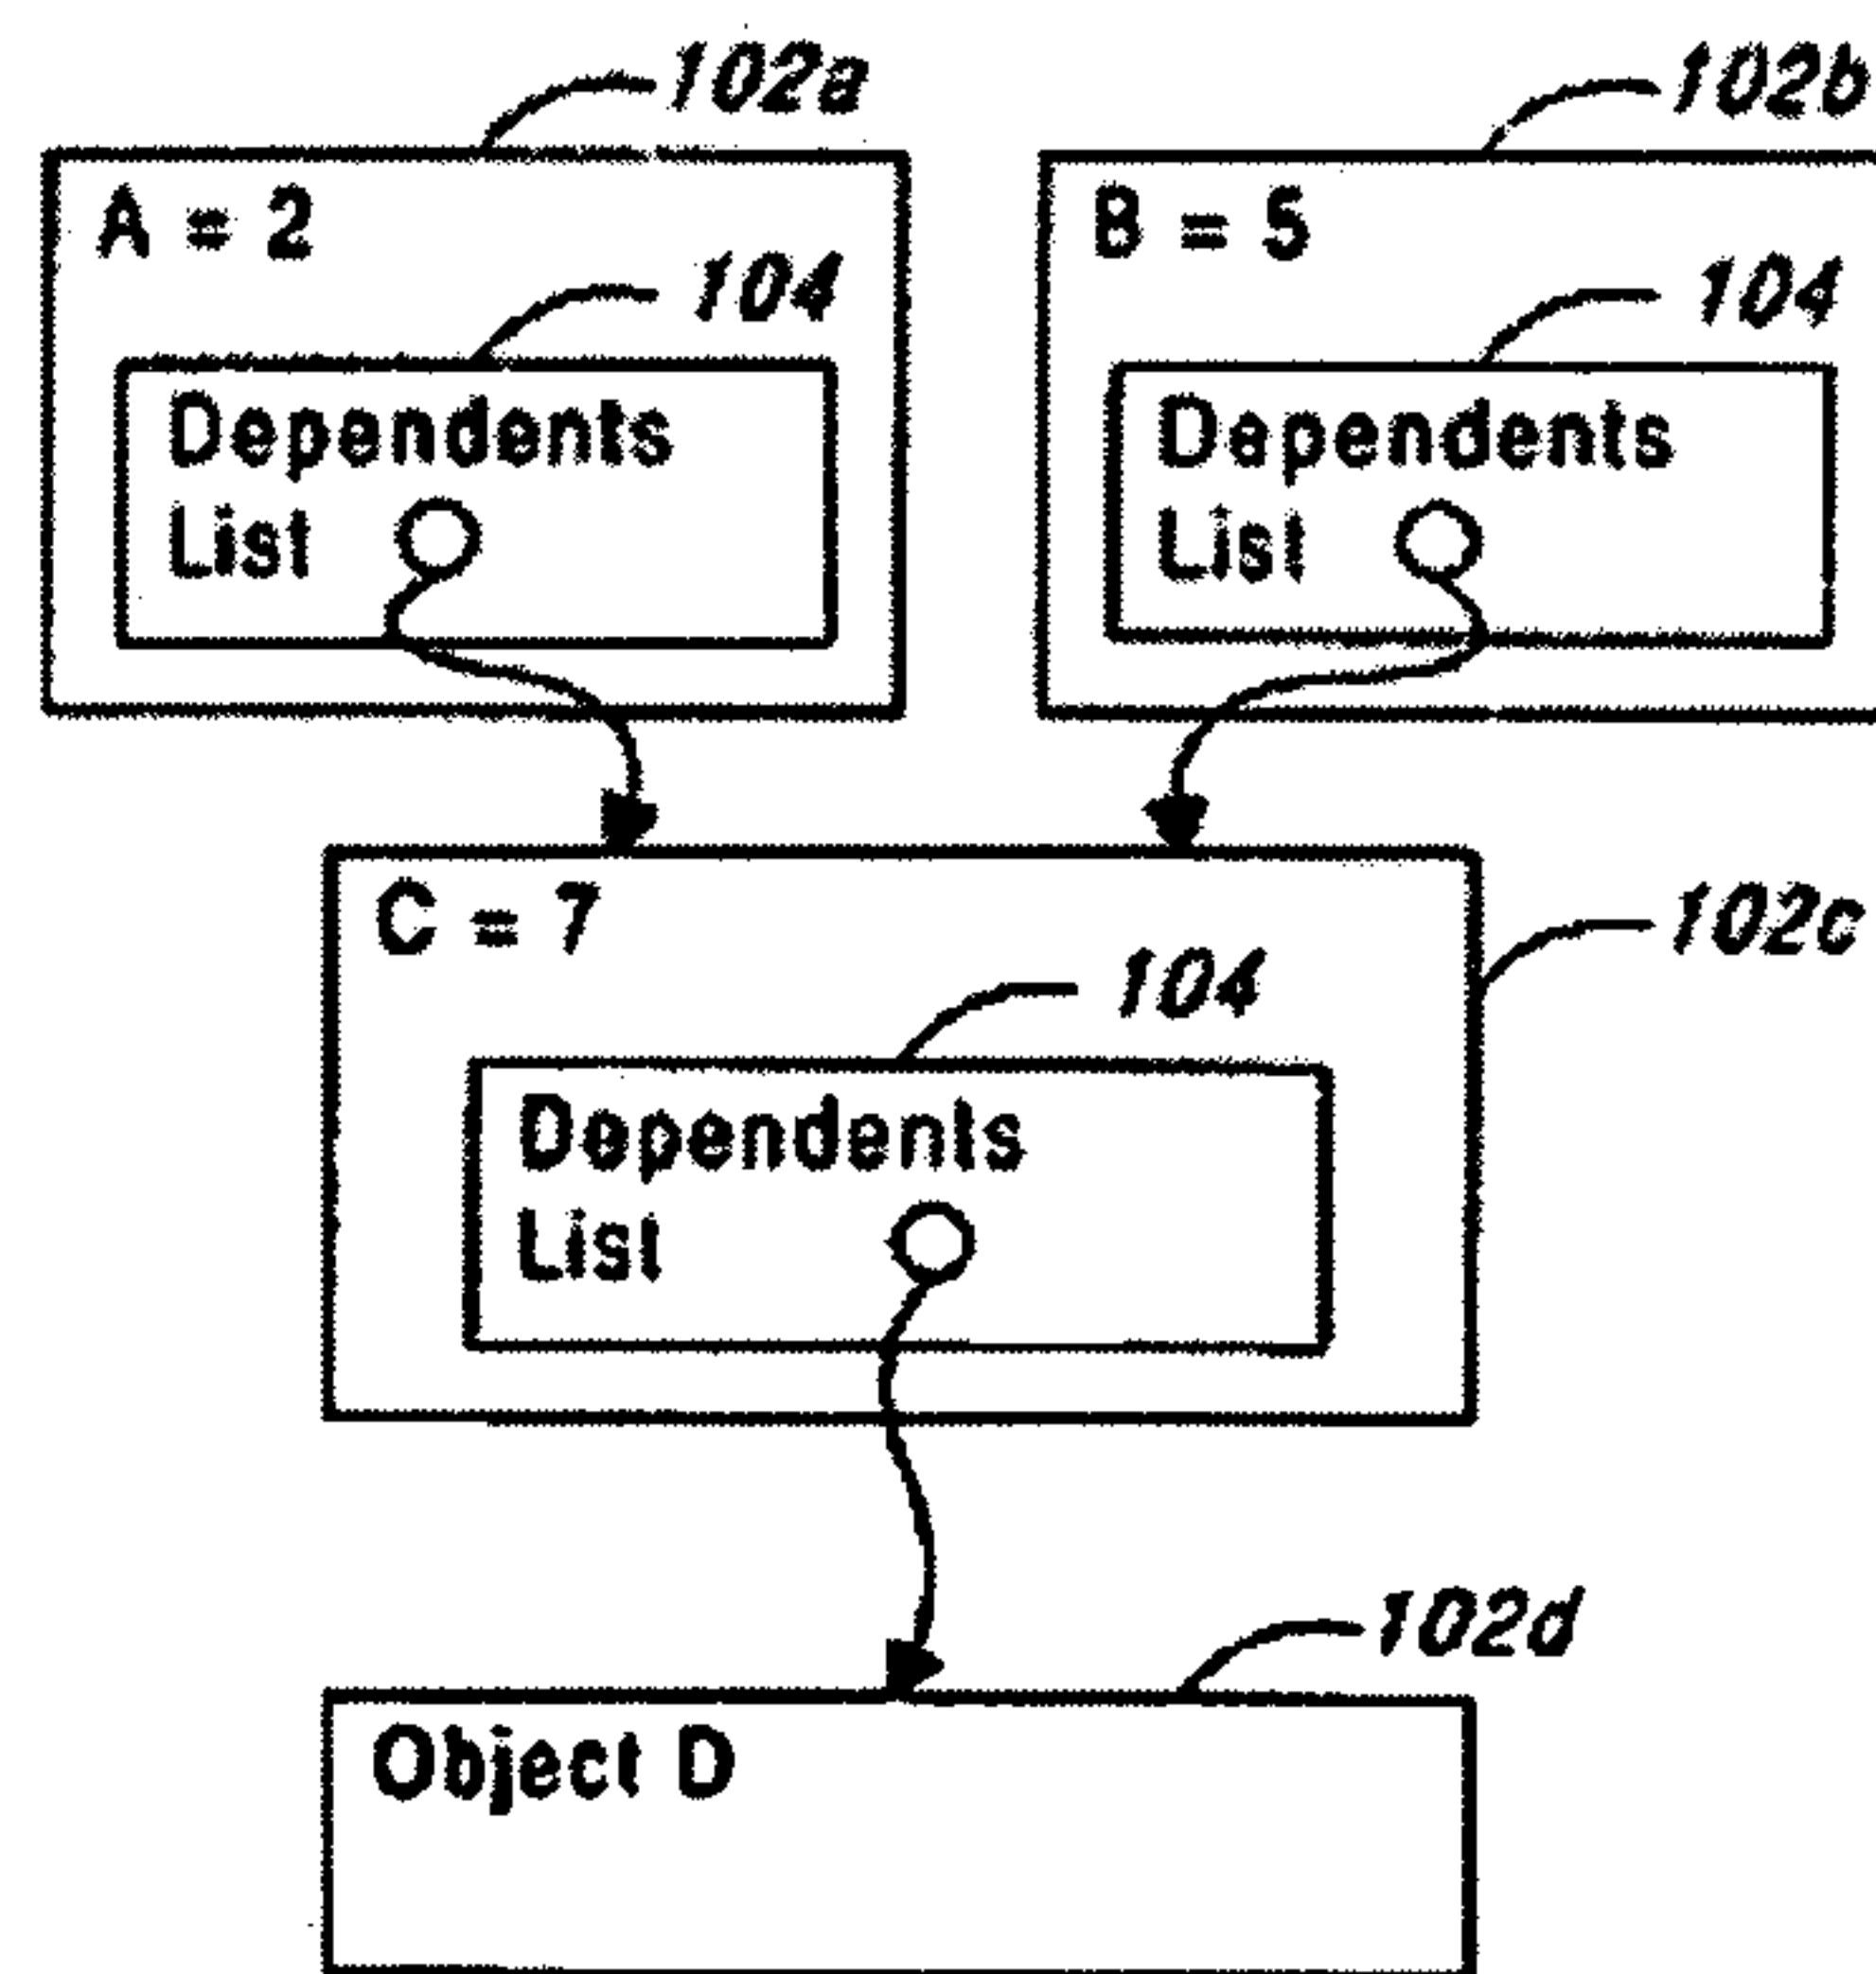 102a
102b
A = 2
B = 5
104
104
Dependents
List
Dependents
List
C = 7
102c
104
Dependents
List
102d
Object D